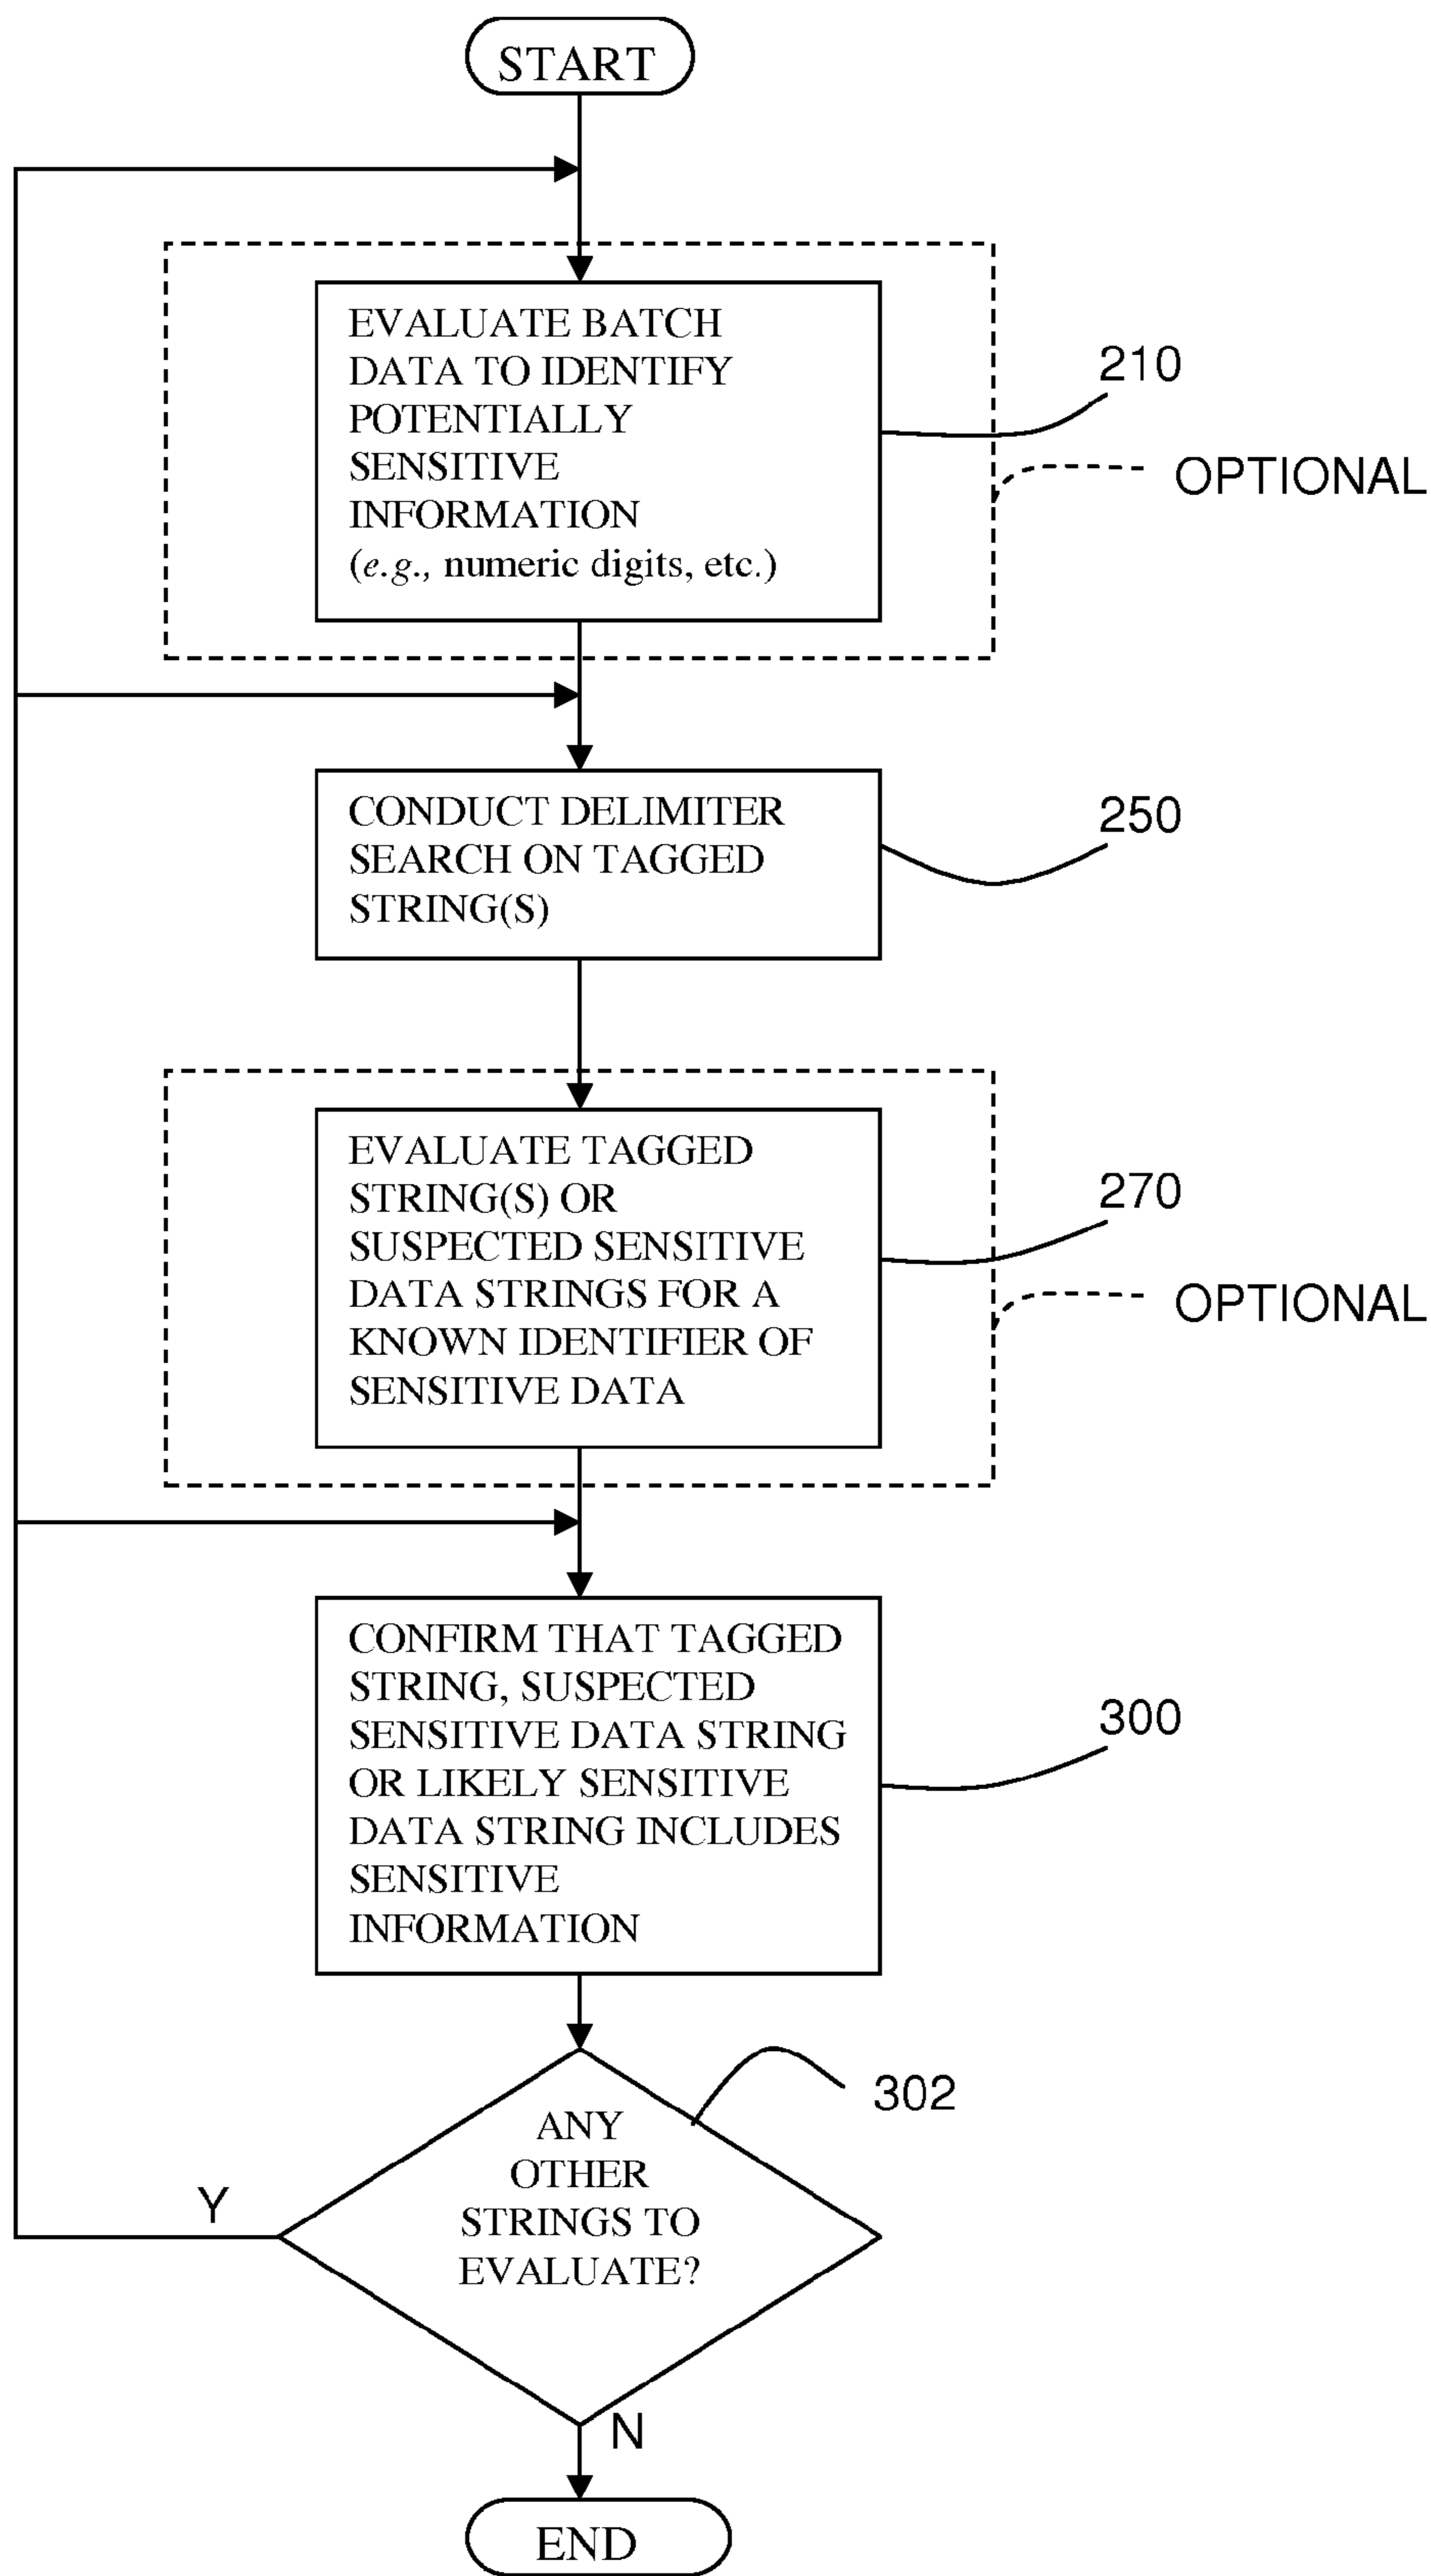 START
EVALUATE BATCH
DATA TO IDENTIFY
POTENTIALLY
SENSITIVE
INFORMATION
(e.g., numeric digits, etc.)
210
OPTIONAL
CONDUCT DELIMITER
SEARCH ON TAGGED
STRING(S)
250
EVALUATE TAGGED
STRING(S) OR
SUSPECTED SENSITIVE
DATA STRINGS FOR A
KNOWN IDENTIFIER OF
SENSITIVE DATA
270
OPTIONAL
CONFIRM THAT TAGGED
STRING, SUSPECTED
SENSITIVE DATA STRING
OR LIKELY SENSITIVE
DATA STRING INCLUDES
SENSITIVE
INFORMATION
300
302
ANY
OTHER
STRINGS TO
EVALUATE?
Y
N
END